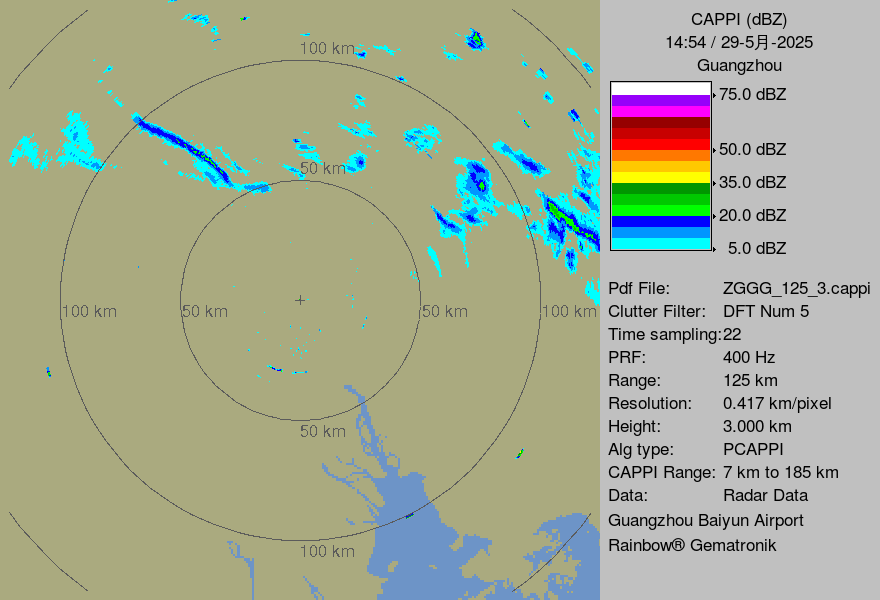 CAPPI (dBZ)
14:54 / 29-5月-2025
Guangzhou
75.0 dBZ
50.0 dBZ
35.0 dBZ
20.0 dBZ
5.0 dBZ
Pdf File: ZGGG_125_3.cappi
Clutter Filter: DFT Num 5
Time sampling:22
PRF: 400 Hz
Range: 125 km
Resolution: 0.417 km/pixel
Height: 3.000 km
Alg type: PCAPPI
CAPPI Range: 7 km to 185 km
Data: Radar Data
Guangzhou Baiyun Airport
Rainbow® Gematronik
100 km
50 km
100 km
50 km
50 km
100 km
50 km
100 km